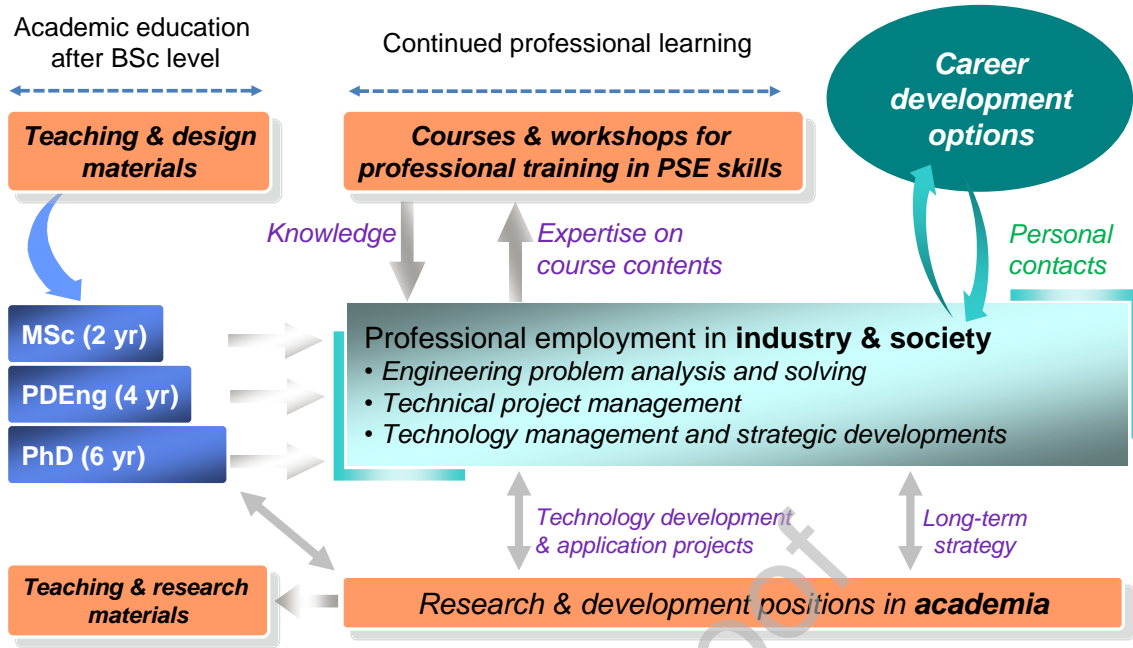 Academic education
after BSc level
Continued professional learning
Career
development
options
Teaching & design
materials
Courses & workshops for
professional training in PSE skills
Knowledge
Expertise on
course contents
Personal
contacts
MSc (2 yr)
PDEng (4 yr)
PhD (6 yr)
Professional employment in industry & society
• Engineering problem analysis and solving
• Technical project management
• Technology management and strategic developments
Technology development
& application projects
Long-term
strategy
Teaching & research
materials
Research & development positions in academia